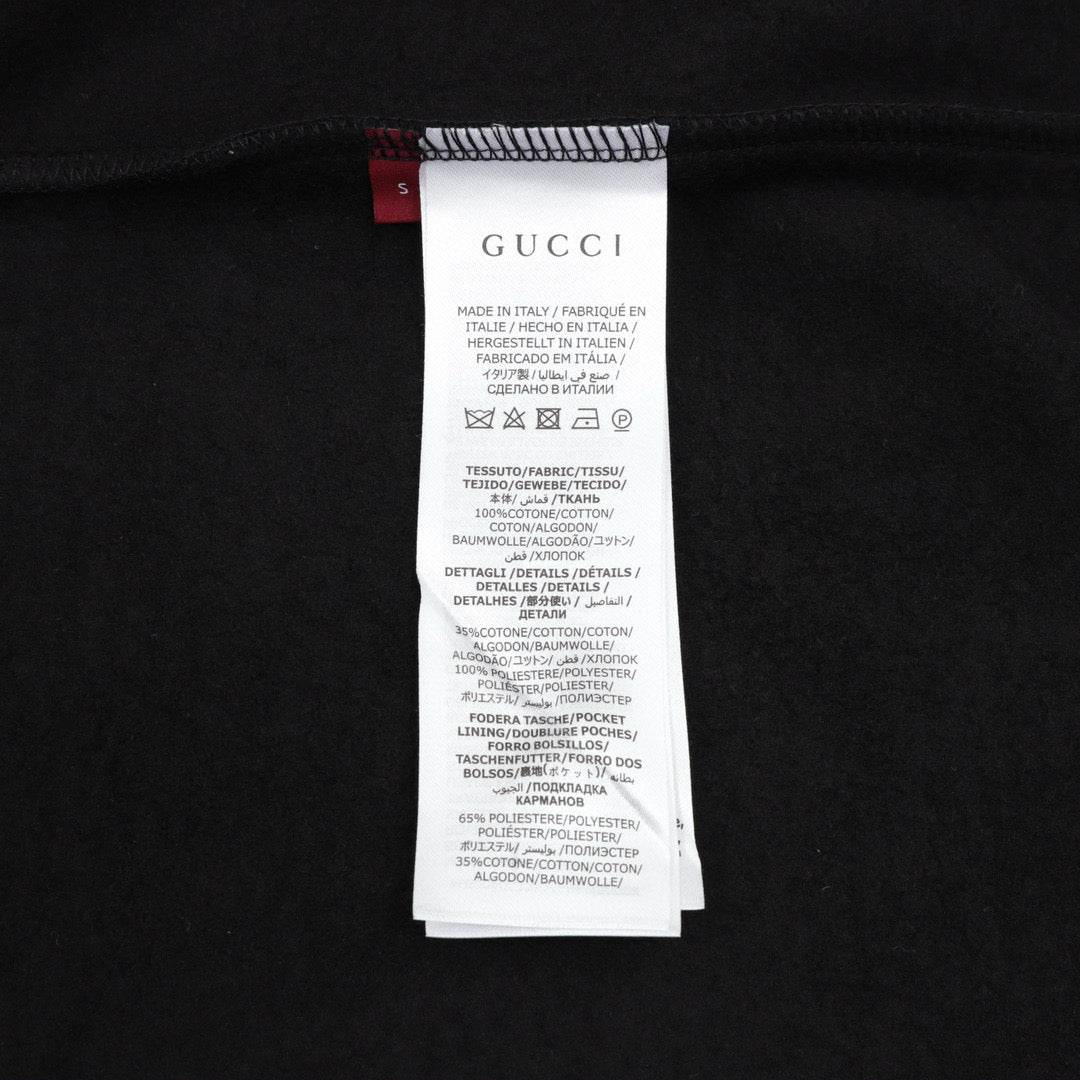 S
GUCCI
MADE IN ITALY / FABRIQUÉ EN
ITALIE / HECHO EN ITALIA /
HERGESTELLT IN ITALIEN /
FABRICADO EM ITÁLIA /
イタリア製 / صنع في ايطاليا /
СДЕЛАНО В ИТАЛИИ
P
TESSUTO/FABRIC/TISSU/
TEJIDO/GEWEBE/TECIDO/
本体/ قماش /ТКАНЬ
100%COTONE/COTTON/
COTON/ALGODON/
BAUMWOLLE/ALGODÃO/ユットン/
قطن /ХЛОПОК
DETTAGLI /DETAILS /DÉTAILS /
DETALLES /DETAILS /
DETALHES /部分使い / التفاصيل /
ДЕТАЛИ
35%COTONE/COTTON/COTON/
ALGODON/BAUMWOLLE/
ALGODÃO/ユットン/ قطن /ХЛОПОК
100% POLIESTERE/POLYESTER/
POLIÉSTER/POLIESTER/
ポリエステル/ بوليستر /ПОЛИЭСТЕР
FODERA TASCHE/POCKET
LINING/DOUBLURE POCHES/
FORRO BOLSILLOS/
TASCHENFUTTER/FORRO DOS
BOLSOS/裏地(ポケット)/ بطانه
الجيوب /ПОДКЛАДКА
КАРМАНОВ
65% POLIESTERE/POLYESTER/
POLIÉSTER/POLIESTER/
ポリエステル/ بوليستر /ПОЛИЭСТЕР
35%COTONE/COTTON/COTON/
ALGODON/BAUMWOLLE/